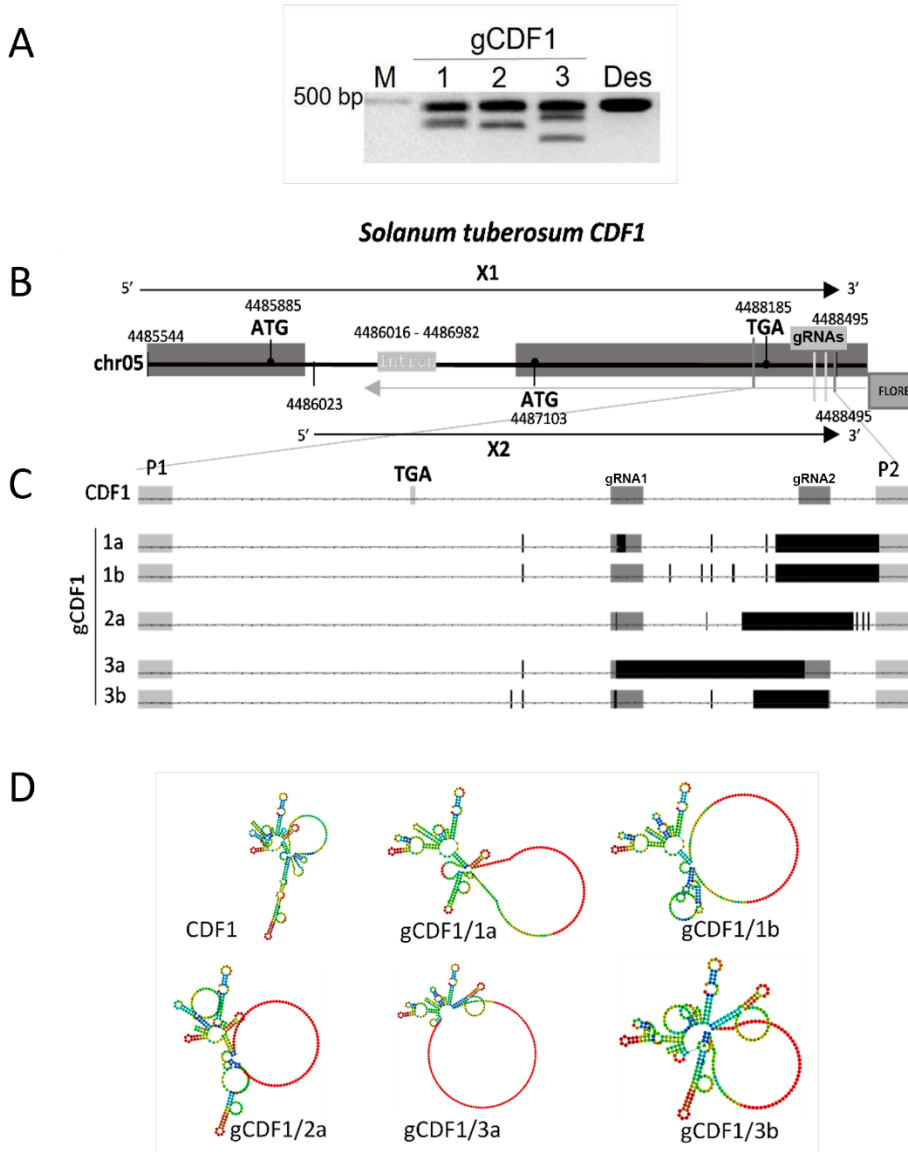 A
gCDF1
M 1 2 3 Des
500 bp
Solanum tuberosum CDF1
B
X1
5’ 3’
4485885 4488185
4485544 ATG 4486016 - 4486982 TGA 4488495
gRNAs
chr05 intron
ATG FLORE
4486023 4487103 4488495
5’ 3’
X2
C
P1 TGA gRNA1 gRNA2 P2
CDF1
1a
1b
gCDF1
2a
3a
3b
D
CDF1 gCDF1/1a gCDF1/1b
gCDF1/2a gCDF1/3a gCDF1/3b